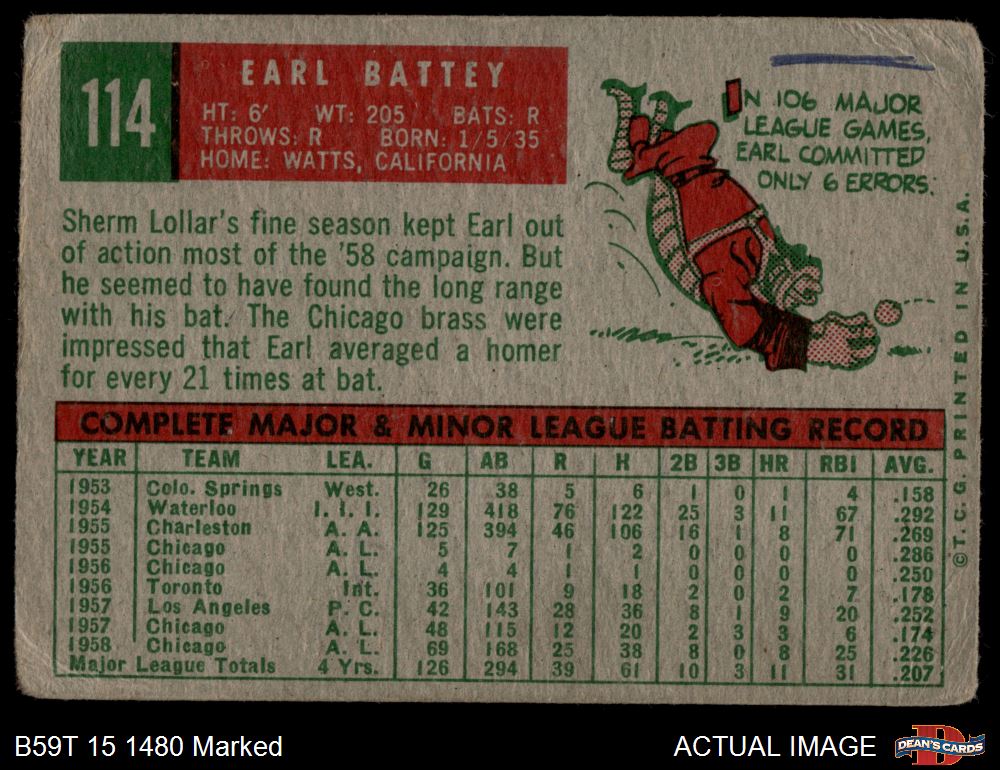 114
EARL BATTEY
HT: 6' WT: 205 BATS: R
THROWS: R BORN: 1/5/35
HOME: WATTS, CALIFORNIA
IN 106 MAJOR
LEAGUE GAMES,
EARL COMMITTED
ONLY 6 ERRORS.
Sherm Lollar's fine season kept Earl out
of action most of the '58 campaign. But
he seemed to have found the long range
with his bat. The Chicago brass were
impressed that Earl averaged a homer
for every 21 times at bat.
COMPLETE MAJOR & MINOR LEAGUE BATTING RECORD
YEAR TEAM LEA. G AB R H 2B 3B HR RBI AVG.
1953 Colo. Springs West. 26 38 5 6 1 0 1 4 .158
1954 Waterloo I. I. I. 129 418 76 122 25 3 11 67 .292
1955 Charleston A. A. 125 394 46 106 16 1 8 71 .269
1955 Chicago A. L. 5 7 1 2 0 0 0 0 .286
1956 Chicago A. L. 4 4 1 1 0 0 0 0 .250
1956 Toronto Int. 36 101 9 18 2 0 2 7 .178
1957 Los Angeles P. C. 42 143 28 36 8 1 9 20 .252
1957 Chicago A. L. 48 115 12 20 2 3 3 6 .174
1958 Chicago A. L. 69 168 25 38 8 0 8 25 .226
Major League Totals 4 Yrs. 126 294 39 61 10 3 11 31 .207
©T.C.G. PRINTED IN U.S.A.
B59T 15 1480 Marked
ACTUAL IMAGE
DEAN'S CARDS